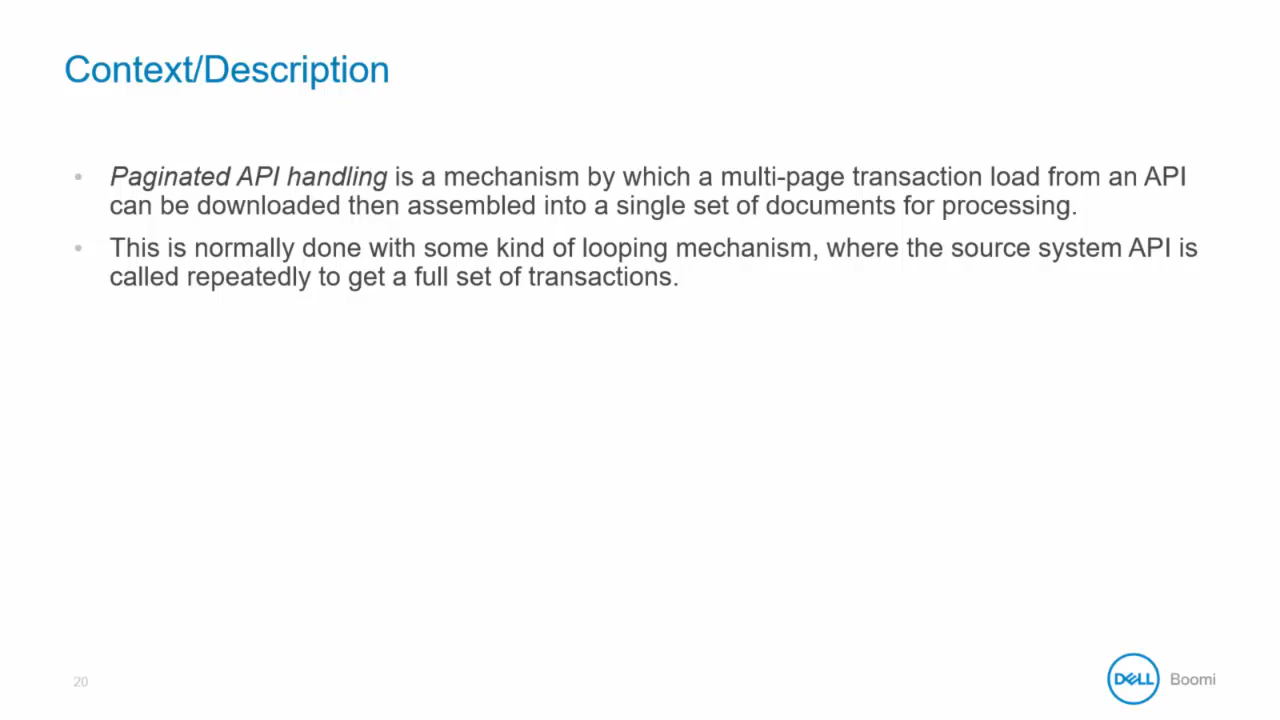 Context/Description
• Paginated API handling is a mechanism by which a multi-page transaction load from an API
can be downloaded then assembled into a single set of documents for processing.
• This is normally done with some kind of looping mechanism, where the source system API is
called repeatedly to get a full set of transactions.
20
DELL Boomi